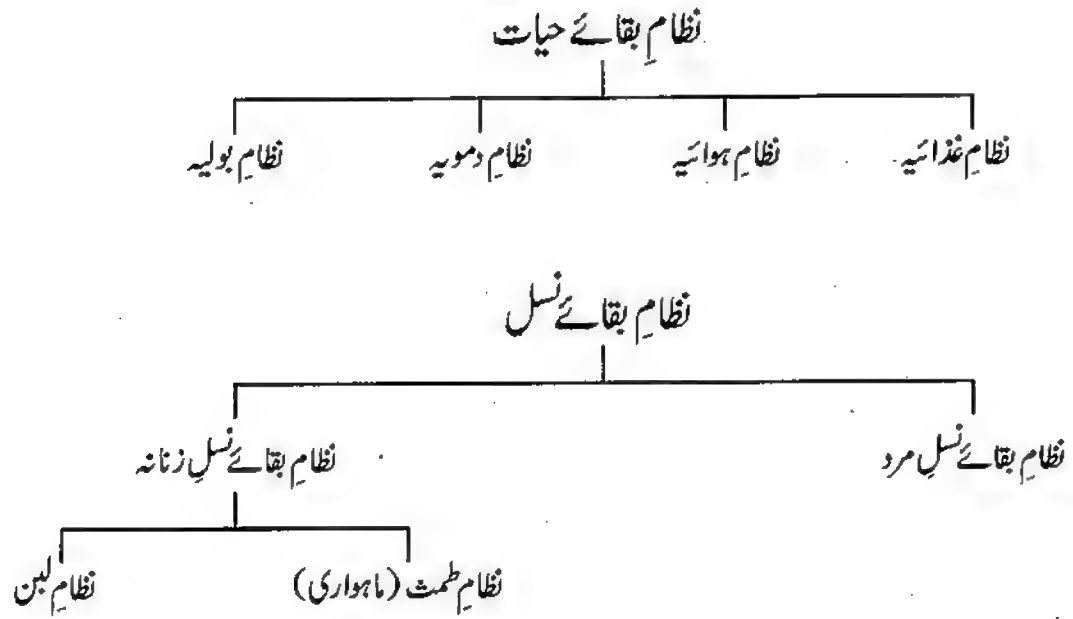 نظامِ بقائے حیات
نظامِ غذائیہ نظامِ ہوائیہ نظامِ دمویہ نظامِ بولیہ
نظامِ بقائے نسل
نظامِ بقائے نسلِ مرد نظامِ بقائے نسلِ زنانہ
نظامِ طمث (ماہواری) نظامِ لبن